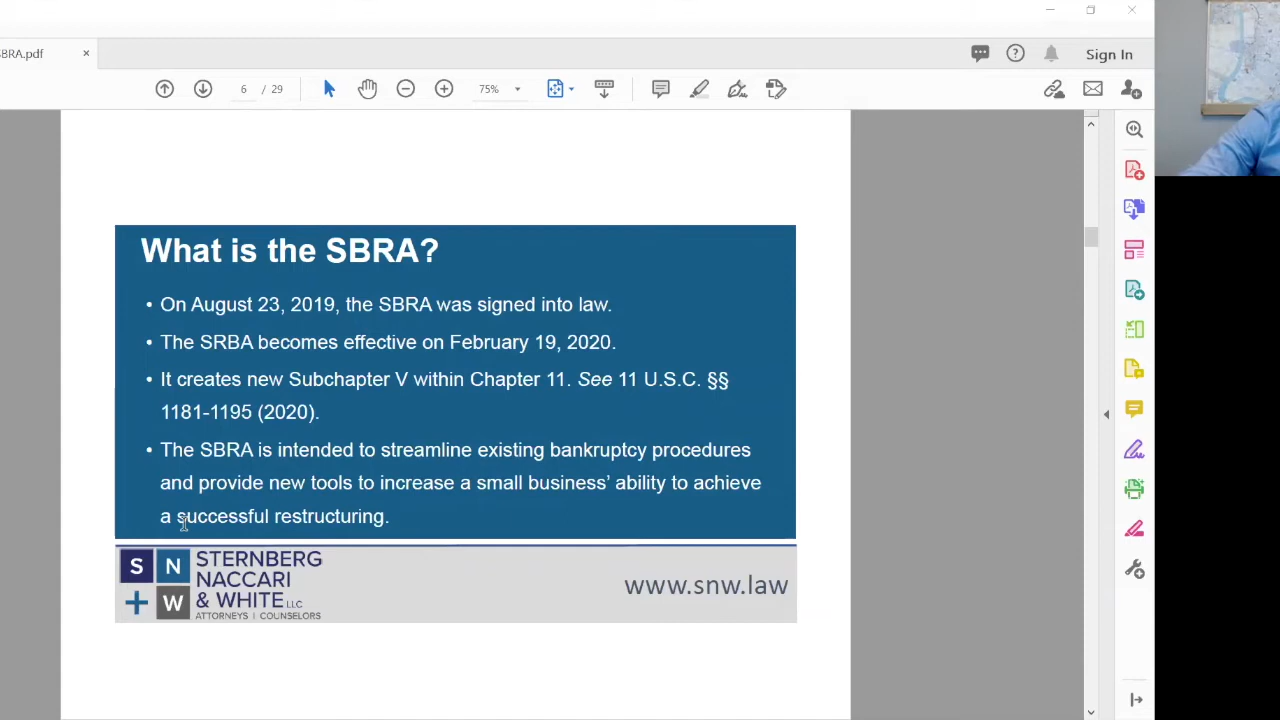 SBRA.pdf
Sign In
6 / 29
75%
What is the SBRA?
• On August 23, 2019, the SBRA was signed into law.
• The SRBA becomes effective on February 19, 2020.
• It creates new Subchapter V within Chapter 11. See 11 U.S.C. §§
1181-1195 (2020).
• The SBRA is intended to streamline existing bankruptcy procedures
and provide new tools to increase a small business’ ability to achieve
a successful restructuring.
S N
+ W
STERNBERG
NACCARI
& WHITE LLC
ATTORNEYS | COUNSELORS
www.snw.law